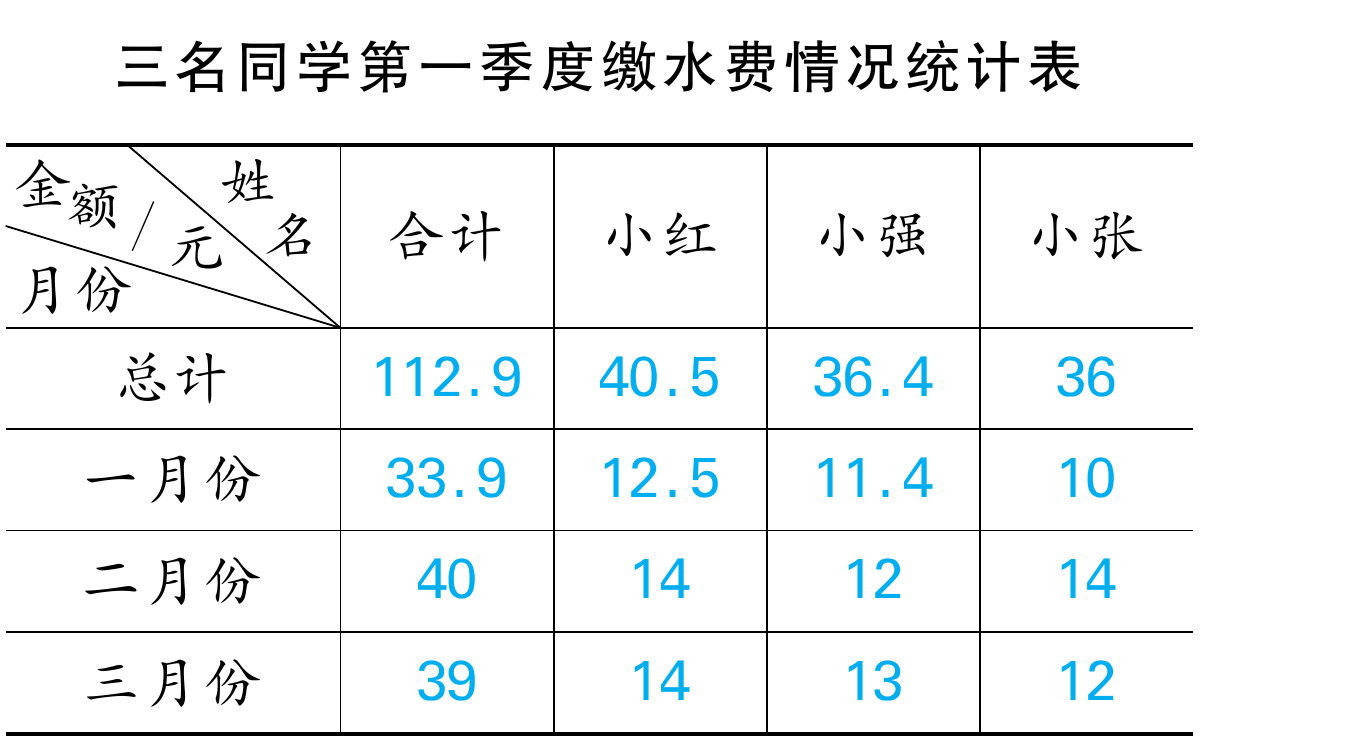 三名同学第一季度缴水费情况统计表
金额/元 姓名 月份 合计 小红 小强 小张
总计 112.9 40.5 36.4 36
一月份 33.9 12.5 11.4 10
二月份 40 14 12 14
三月份 39 14 13 12